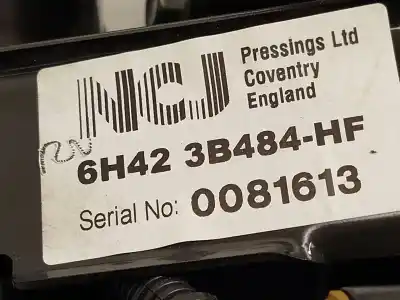 NCJ
Pressings Ltd
Coventry
England
6H42 3B484-HF
Serial No: 0081613